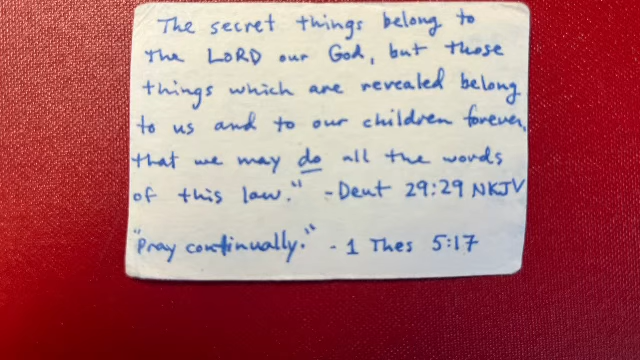 The secret things belong to
the LORD our God, but those
things which are revealed belong
to us and to our children forever,
that we may do all the words
of this law." -Deut 29:29 NKJV
"Pray continually." - 1 Thes 5:17